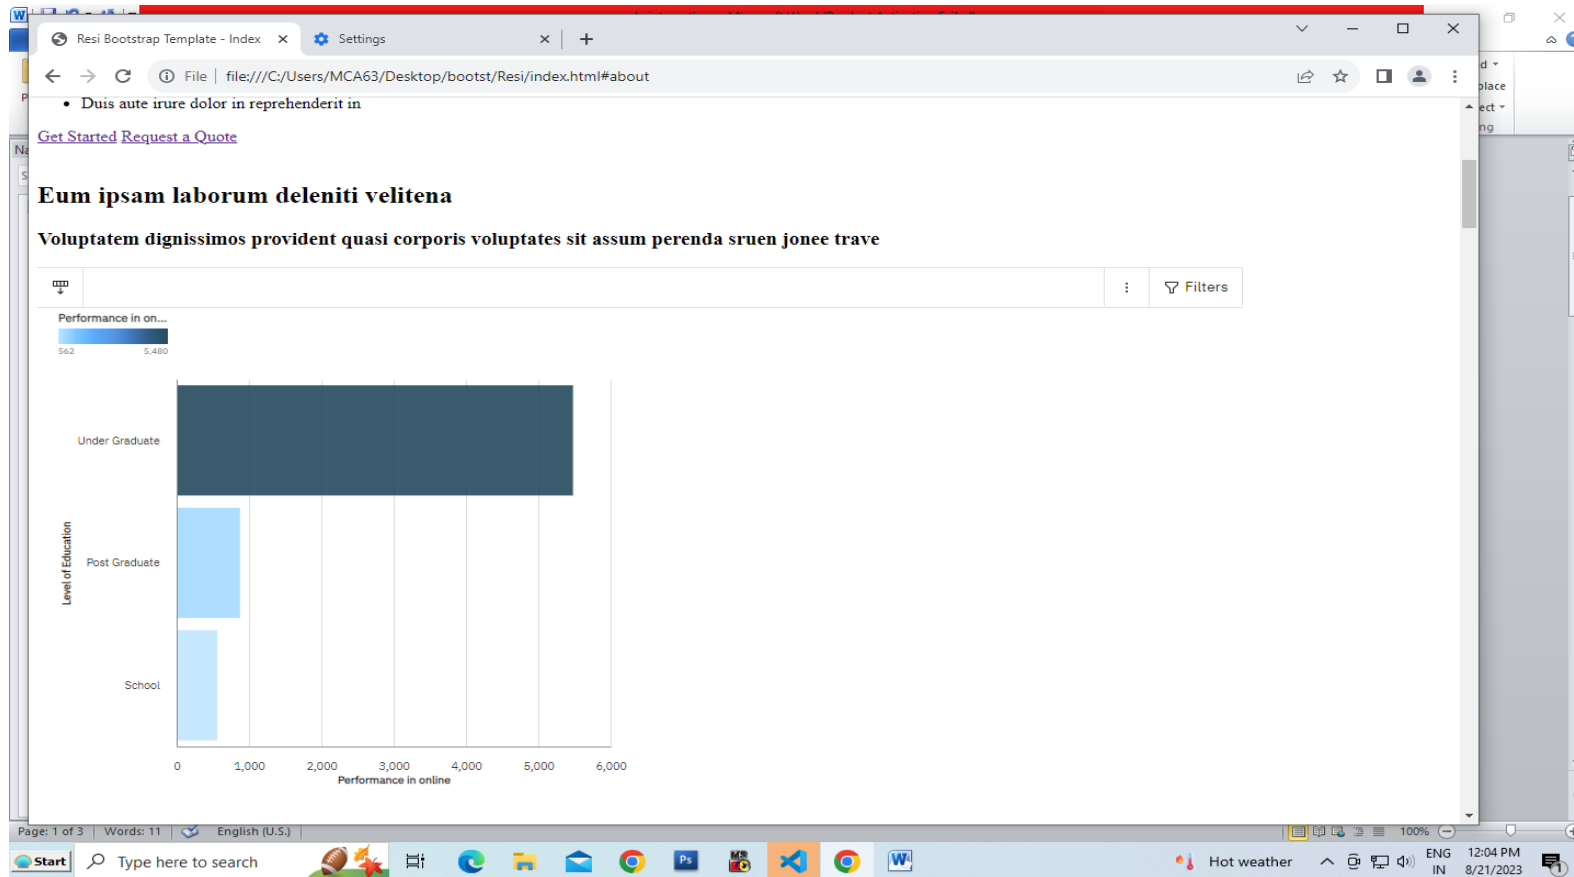 Resi Bootstrap Template - Index
Settings
File
file:///C:/Users/MCA63/Desktop/bootst/Resi/index.html#about
Duis aute irure dolor in reprehenderit in
Get Started Request a Quote
Eum ipsam laborum deleniti velitena
Voluptatem dignissimos provident quasi corporis voluptates sit assum perenda sruen jonee trave
Filters
Performance in on...
562 5,480
Under Graduate
Post Graduate
School
Level of Education
0 1,000 2,000 3,000 4,000 5,000 6,000
Performance in online
Page: 1 of 3 Words: 11 English (U.S.) 100%
Start Type here to search Ps Hot weather ENG IN 12:04 PM 8/21/2023